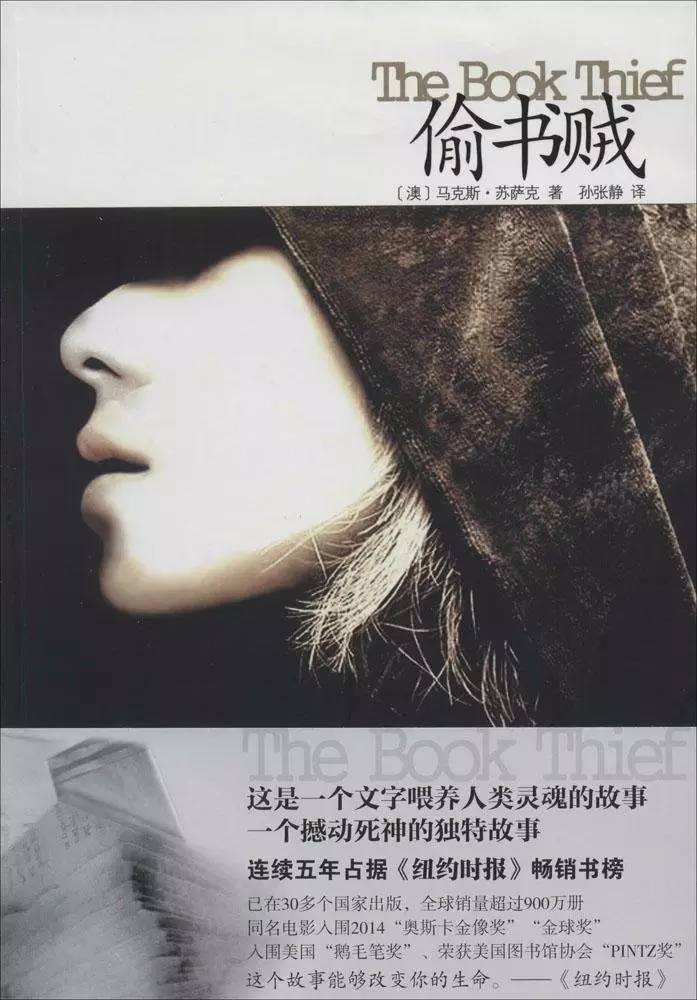 The Book Thief
偷书贼
〔澳〕马克斯·苏萨克 著 孙张静 译
The Book Thief
这是一个文字喂养人类灵魂的故事
一个撼动死神的独特故事
连续五年占据《纽约时报》畅销书榜
已在30多个国家出版，全球销量超过900万册
同名电影入围2014“奥斯卡金像奖”“金球奖”
入围美国“鹅毛笔奖”、荣获美国图书馆协会“PINTZ奖”
这个故事能够改变你的生命。——《纽约时报》